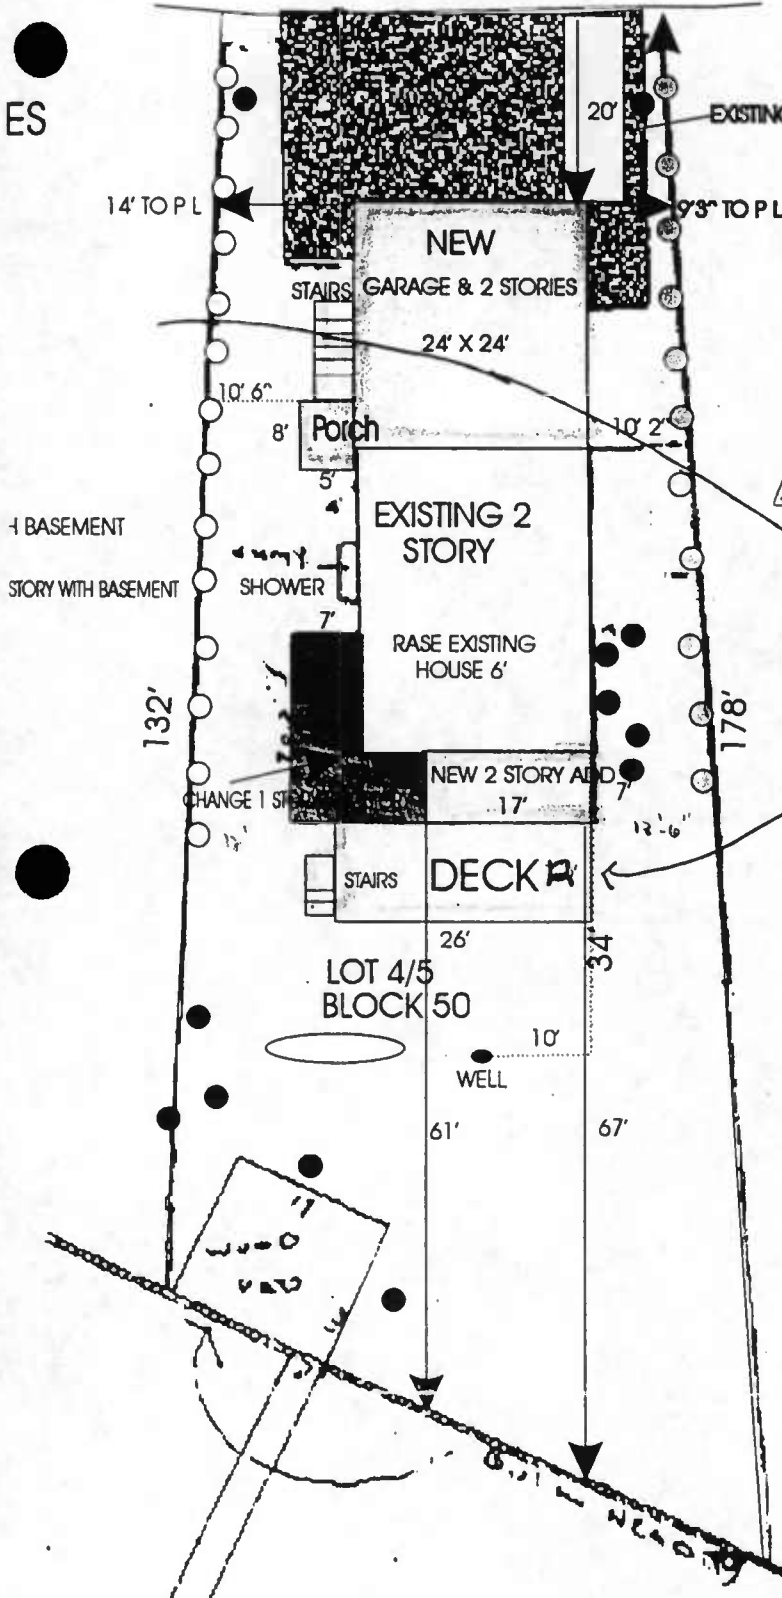 ES
20'
EXISTING
14' TO P L
9'3" TO P L
NEW
GARAGE & 2 STORIES
STAIRS
24' X 24'
10' 6"
8'
Porch
10' 2"
5'
4'
EXISTING 2
STORY
H BASEMENT
STORY WITH BASEMENT
SHOWER
7'
RASE EXISTING
HOUSE 6'
132'
178'
NEW 2 STORY ADD
7'
CHANGE 1 ST
17'
12'-6"
STAIRS
DECK
26'
34'
LOT 4/5
BLOCK 50
10'
WELL
61'
67'